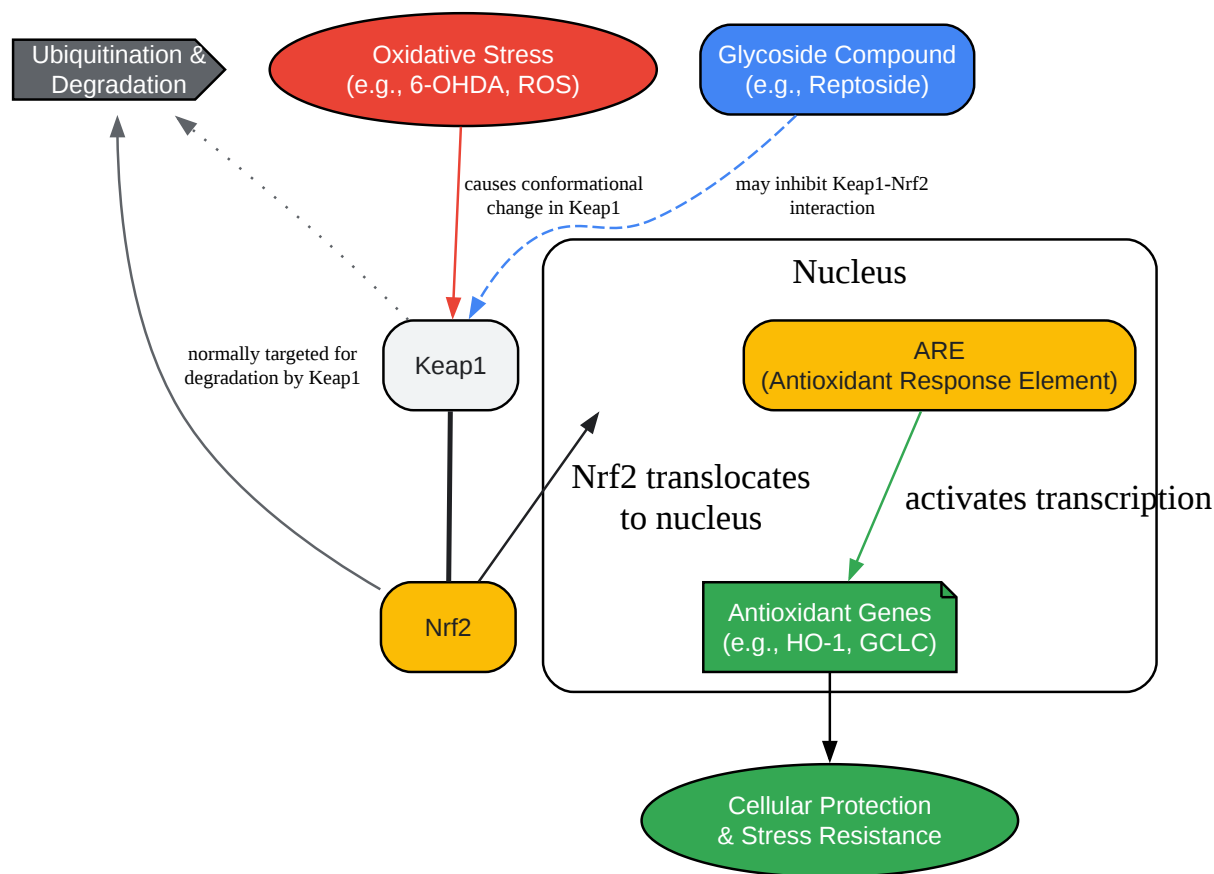 Ubiquitination &
Degradation
Oxidative Stress
(e.g., 6-OHDA, ROS)
Glycoside Compound
(e.g., Reptoside)
causes conformational
change in Keap1
may inhibit Keap1-Nrf2
interaction
Nucleus
normally targeted for
degradation by Keap1
Keap1
ARE
(Antioxidant Response Element)
Nrf2 translocates
to nucleus
activates transcription
Nrf2
Antioxidant Genes
(e.g., HO-1, GCLC)
Cellular Protection
& Stress Resistance